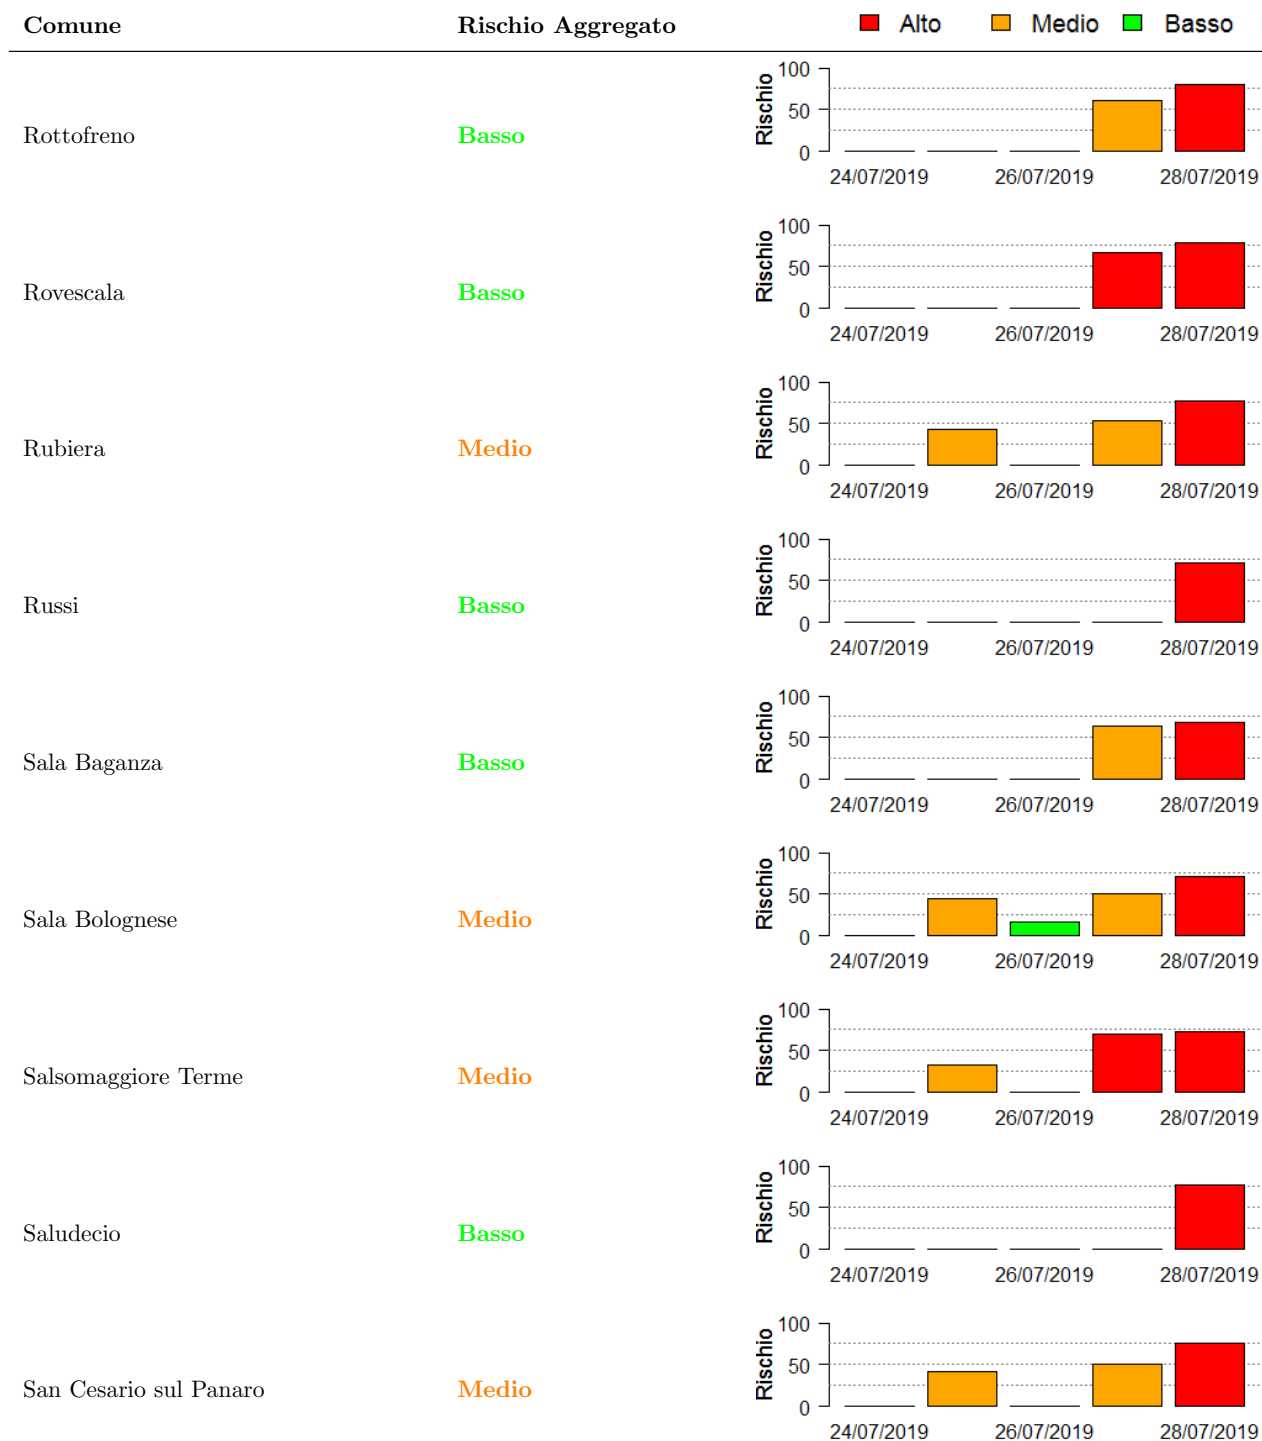 Comune Rischio Aggregato Alto Medio Basso
100
50
0
Rischio
Rottofreno Basso
24/07/2019 26/07/2019 28/07/2019
100
50
0
Rischio
Rovescala Basso
24/07/2019 26/07/2019 28/07/2019
100
50
0
Rischio
Rubiera Medio
24/07/2019 26/07/2019 28/07/2019
100
50
0
Rischio
Russi Basso
24/07/2019 26/07/2019 28/07/2019
100
50
0
Rischio
Sala Baganza Basso
24/07/2019 26/07/2019 28/07/2019
100
50
0
Rischio
Sala Bolognese Medio
24/07/2019 26/07/2019 28/07/2019
100
50
0
Rischio
Salsomaggiore Terme Medio
24/07/2019 26/07/2019 28/07/2019
100
50
0
Rischio
Saludecio Basso
24/07/2019 26/07/2019 28/07/2019
100
50
0
Rischio
San Cesario sul Panaro Medio
24/07/2019 26/07/2019 28/07/2019